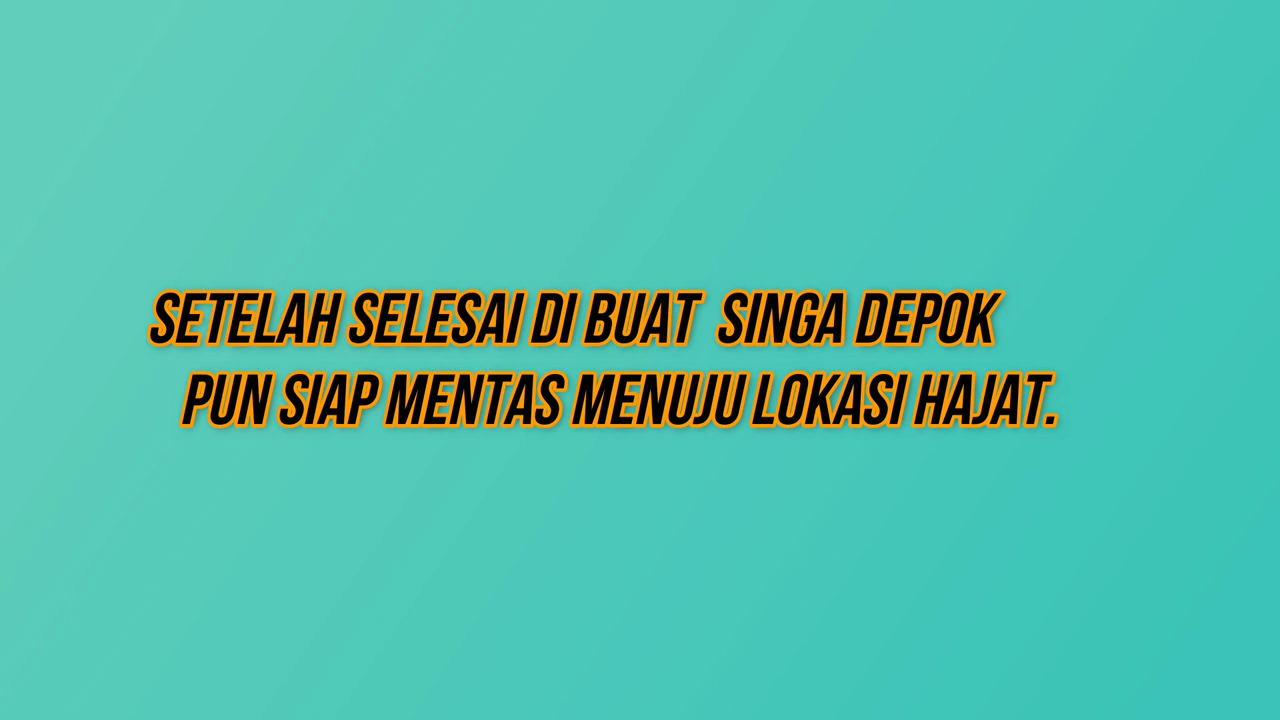 SETELAH SELESAI DI BUAT  SINGA DEPOK
PUN SIAP MENTAS MENUJU LOKASI HAJAT.